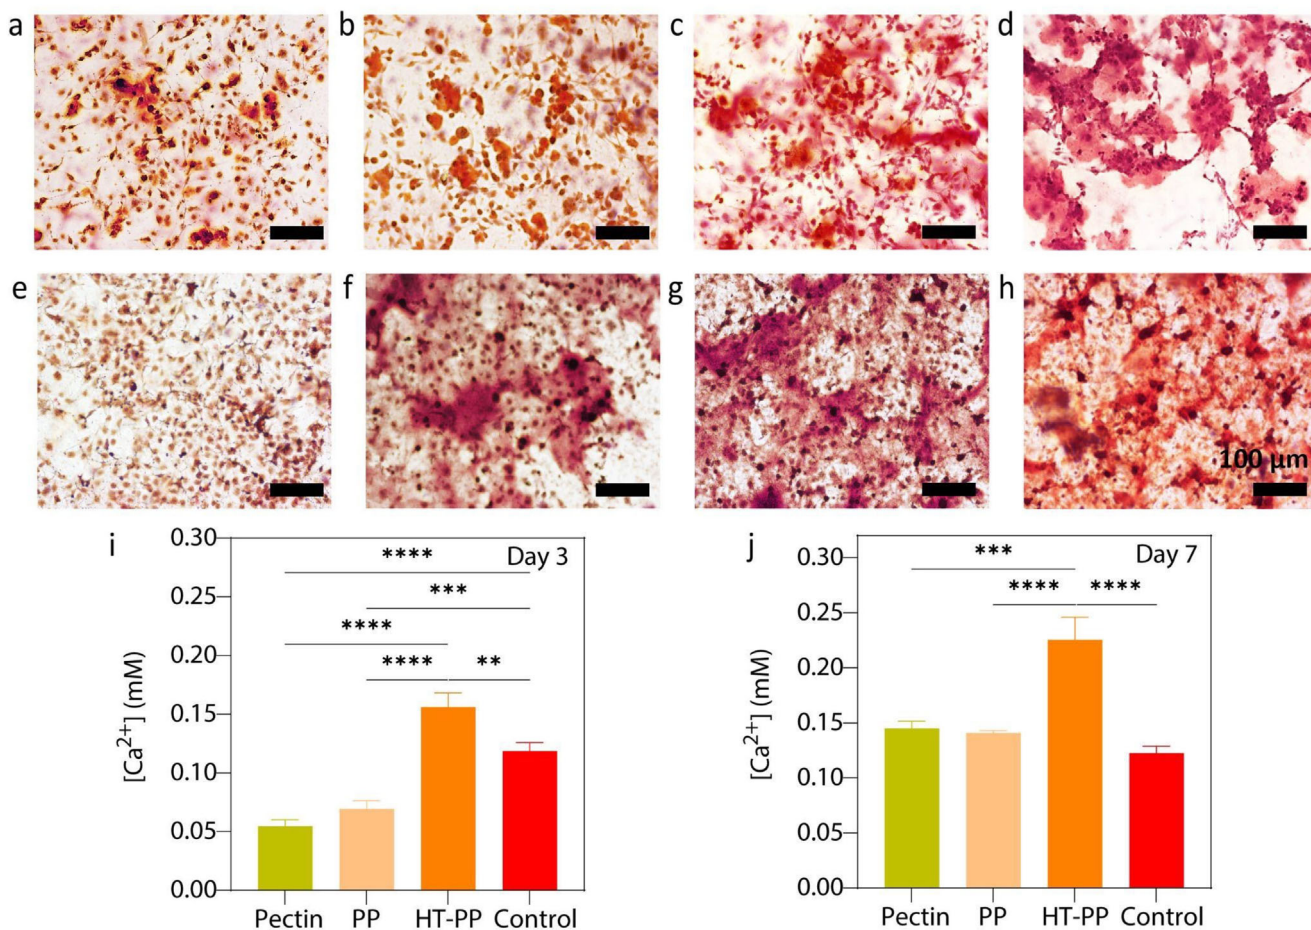 a b c d
e f g h
100 µm
i
Day 3
0.30
0.25
0.20
0.15
0.10
0.05
0.00
[Ca²⁺] (mM)
****
***
****
**** **
Pectin PP HT-PP Control
j
Day 7
0.30
0.25
0.20
0.15
0.10
0.05
0.00
[Ca²⁺] (mM)
***
**** ****
Pectin PP HT-PP Control